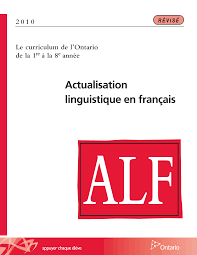 2010
RÉVISÉ
Le curriculum de l'Ontario
de la 1re à la 8e année
Actualisation
linguistique en français
ALF
appuyer chaque élève
Ontario